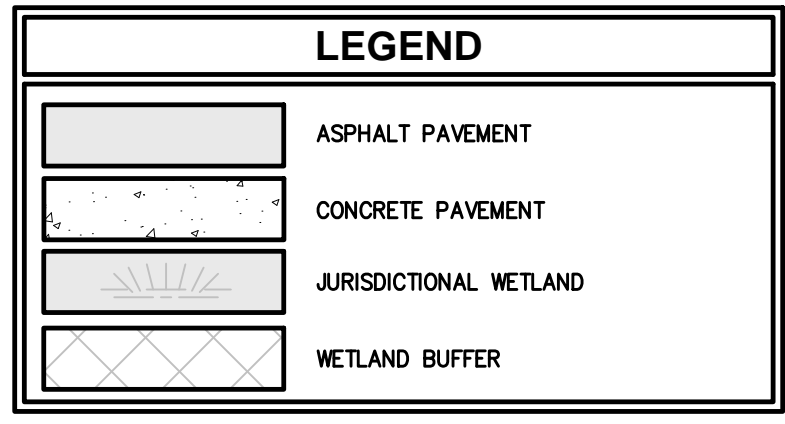 LEGEND
ASPHALT PAVEMENT
CONCRETE PAVEMENT
JURISDICTIONAL WETLAND
WETLAND BUFFER